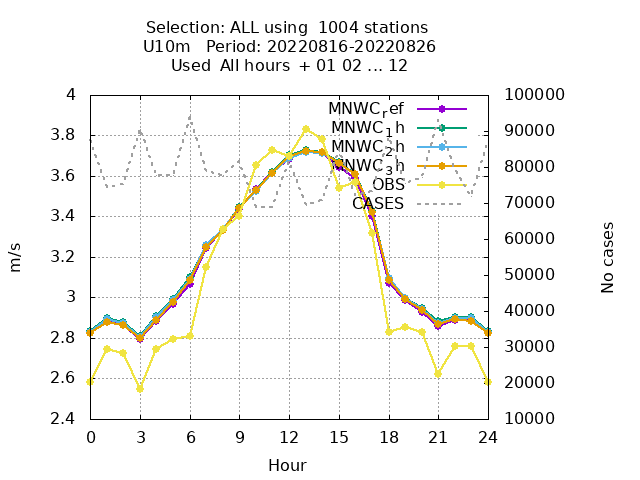 Selection: ALL using  1004 stations
U10m   Period: 20220816-20220826
Used  All hours  + 01 02 ... 12
4
3.8
3.6
3.4
3.2
3
2.8
2.6
2.4
m/s
100000
90000
80000
70000
60000
50000
40000
30000
20000
10000
No cases
MNWC_ref
MNWC_1h
MNWC_2h
MNWC_3h
OBS
CASES
0 3 6 9 12 15 18 21 24
Hour